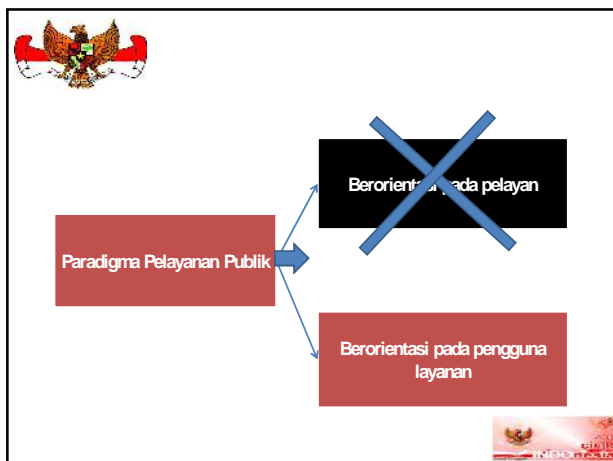 Berorientasi pada pelayan
Paradigma Pelayanan Publik
Berorientasi pada pengguna
layanan